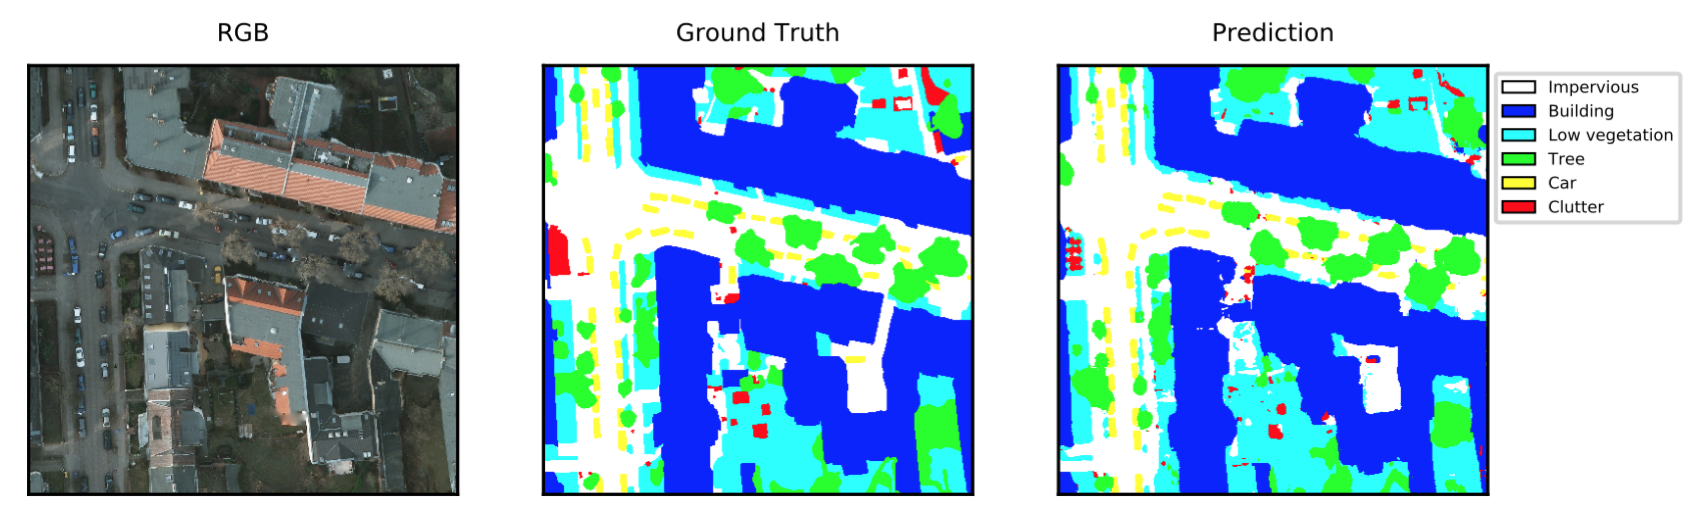 RGB
Ground Truth
Prediction
Impervious
Building
Low vegetation
Tree
Car
Clutter